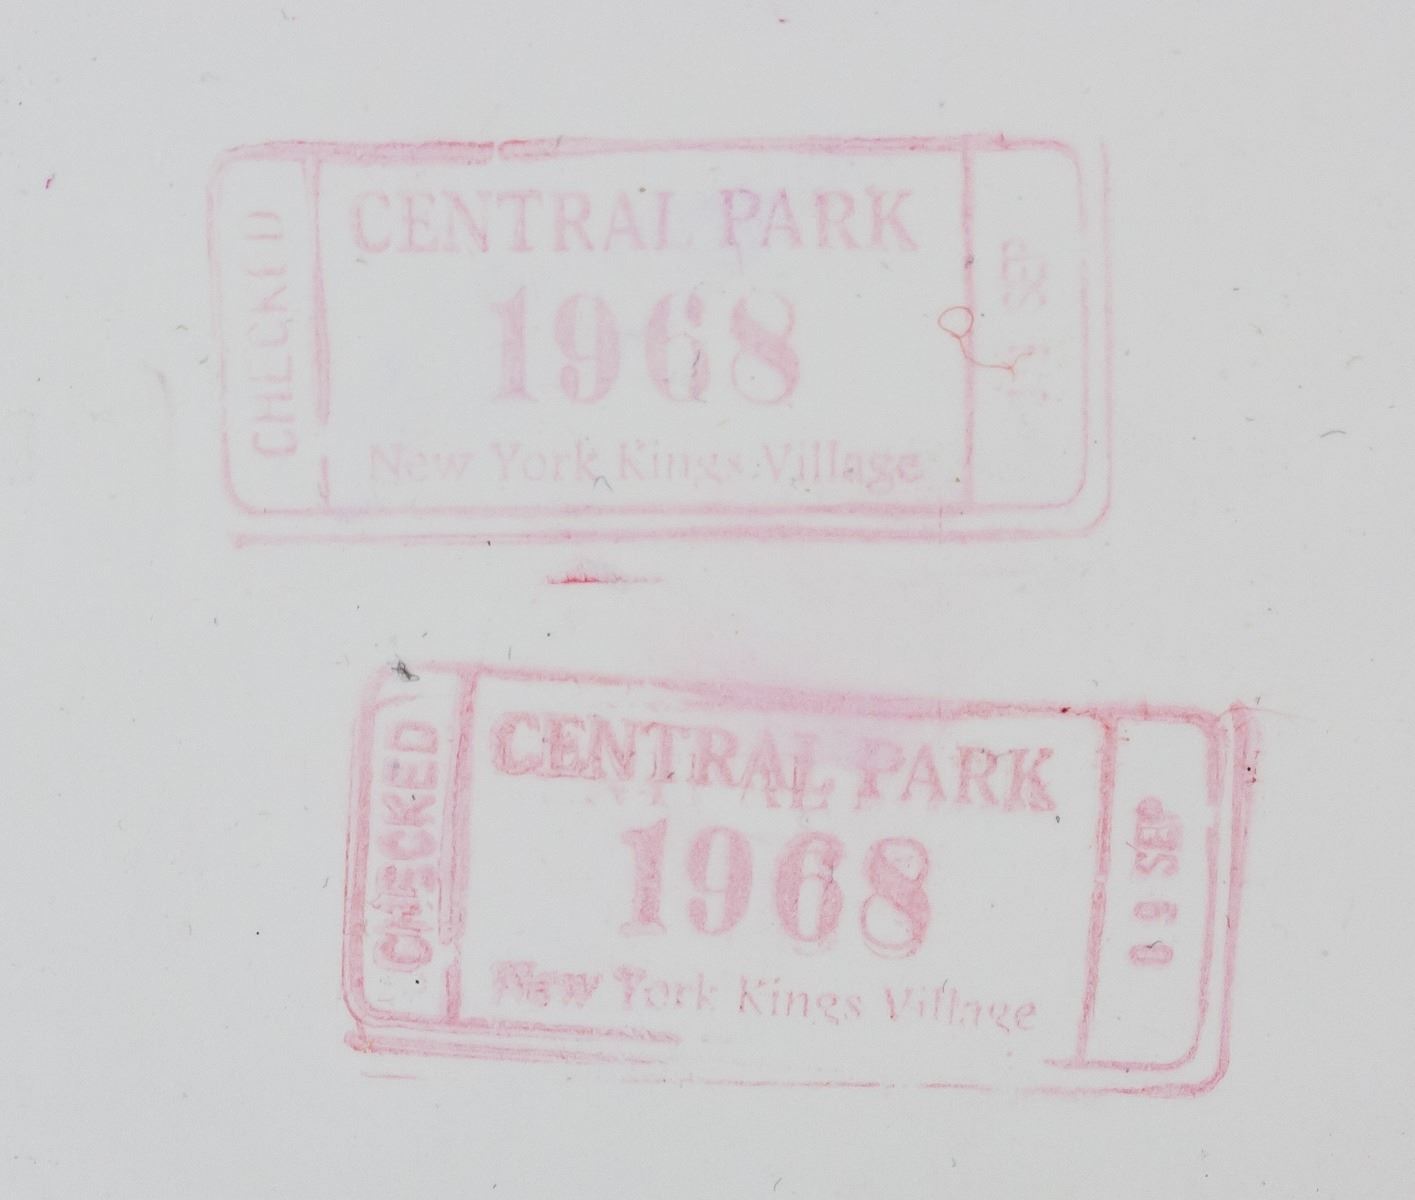 CHECKED
CENTRAL PARK
1968
New York Kings Village
SEP
CHECKED
CENTRAL PARK
1968
New York Kings Village
09 SEP